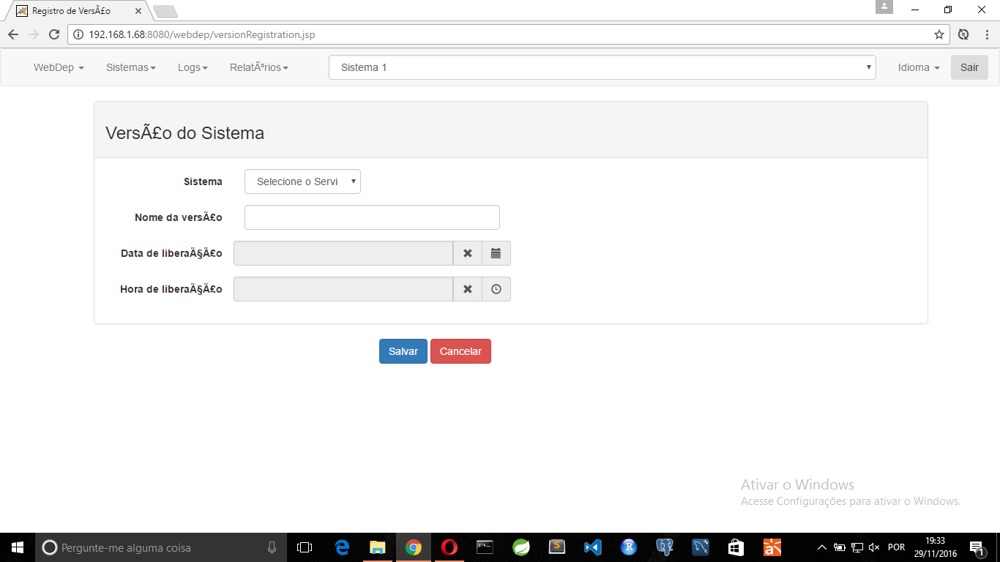 Registro de VersÃ£o
192.168.1.68:8080/webdep/versionRegistration.jsp
WebDep Sistemas Logs RelatÃ³rios Sistema 1 Idioma Sair
VersÃ£o do Sistema
Sistema Selecione o Servi
Nome da versÃ£o
Data de liberaÃ§Ã£o
Hora de liberaÃ§Ã£o
Salvar Cancelar
Ativar o Windows
Acesse Configurações para ativar o Windows.
Pergunte-me alguma coisa
POR
19:33
29/11/2016
1